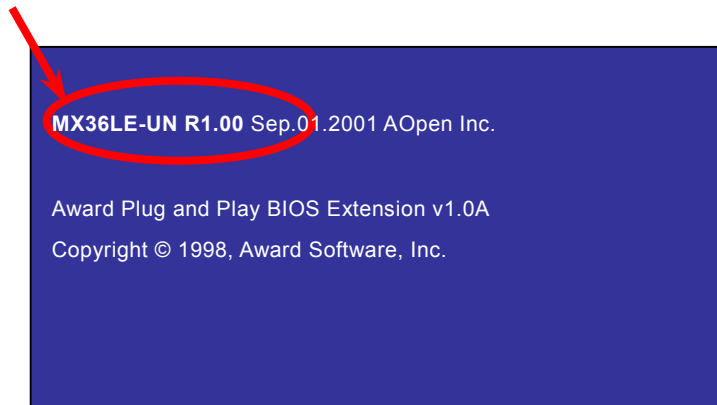 MX36LE-UN R1.00 Sep.01.2001 AOpen Inc.
Award Plug and Play BIOS Extension v1.0A
Copyright © 1998, Award Software, Inc.